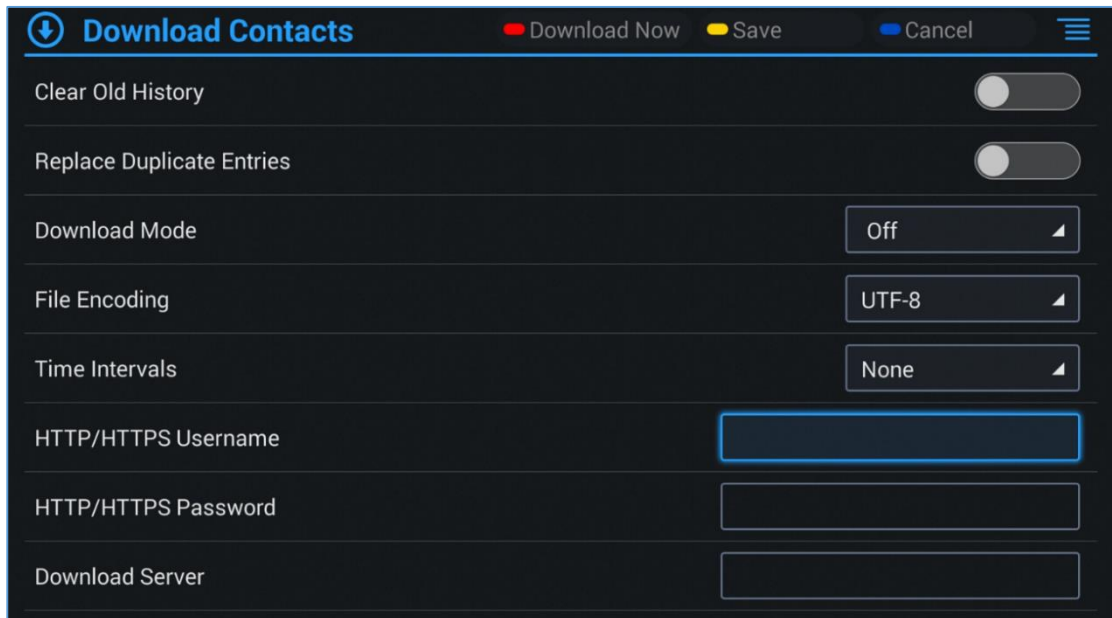 Download Contacts
Download Now
Save
Cancel
Clear Old History
Replace Duplicate Entries
Download Mode
Off
File Encoding
UTF-8
Time Intervals
None
HTTP/HTTPS Username
HTTP/HTTPS Password
Download Server